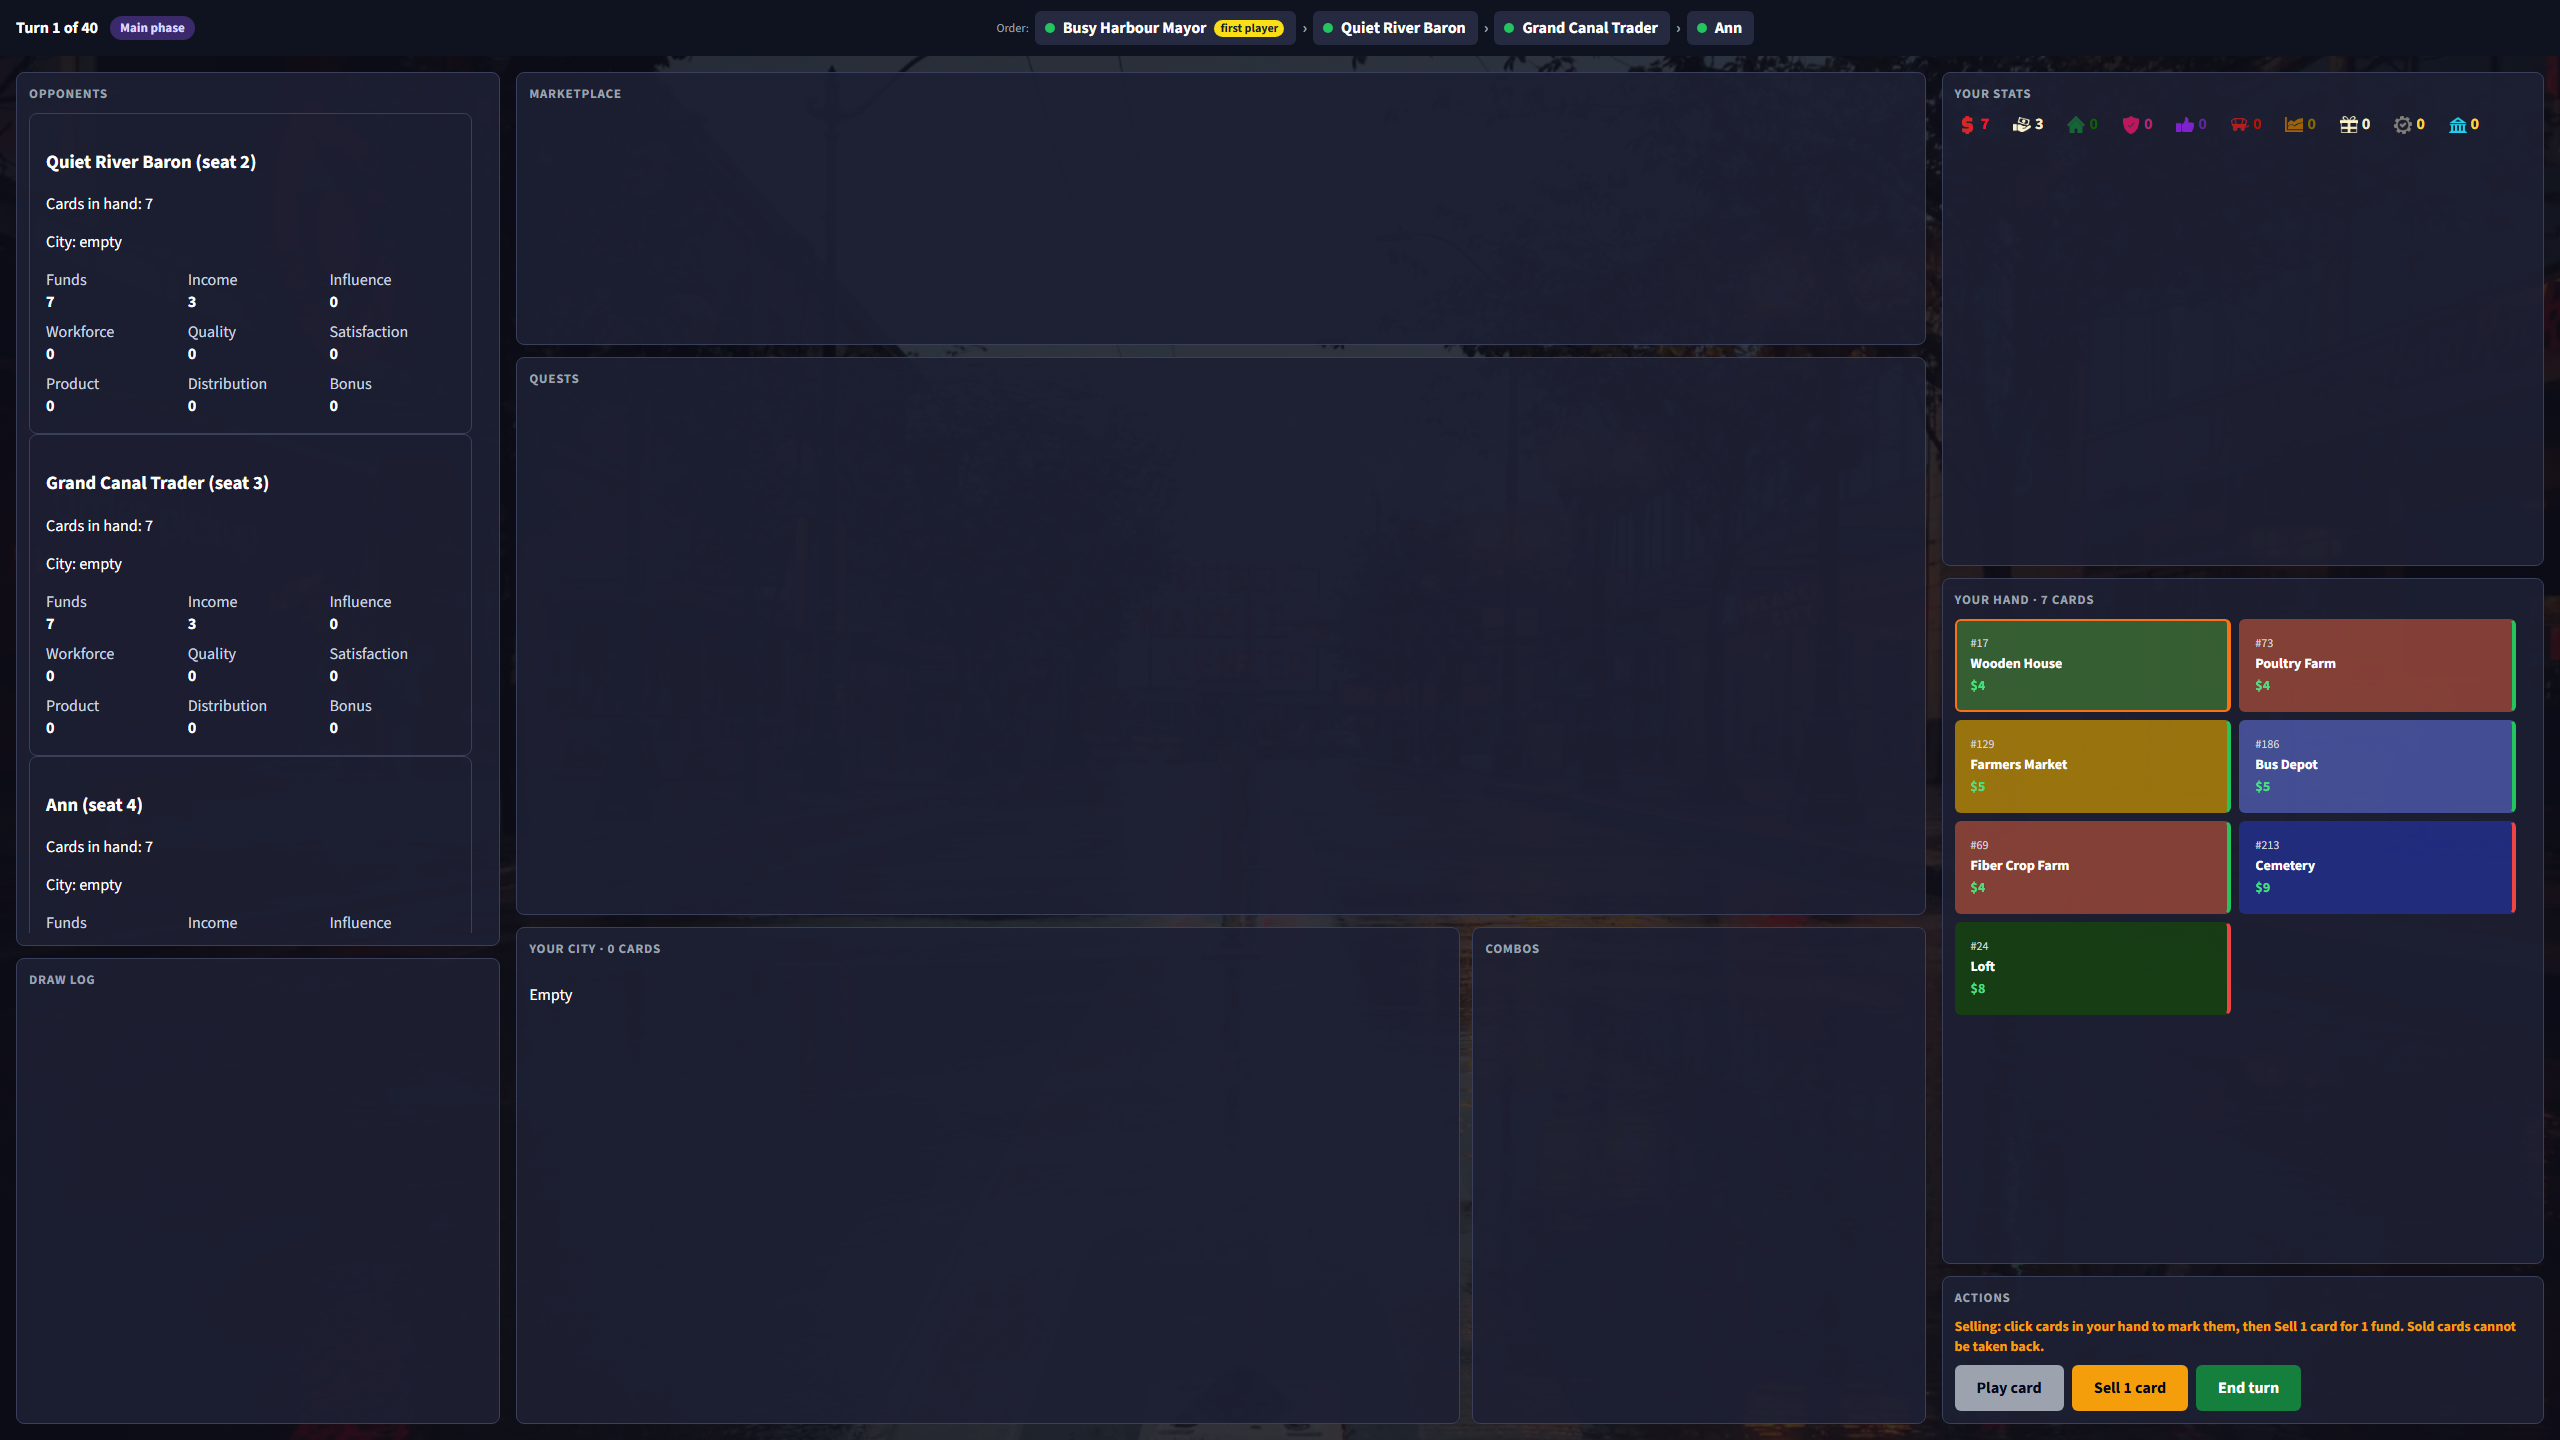 Turn 1 of 40 Main phase
Order: Busy Harbour Mayor first player › Quiet River Baron › Grand Canal Trader › Ann
OPPONENTS
Quiet River Baron (seat 2)
Cards in hand: 7
City: empty
Funds Income Influence
7 3 0
Workforce Quality Satisfaction
0 0 0
Product Distribution Bonus
0 0 0
Grand Canal Trader (seat 3)
Cards in hand: 7
City: empty
Funds Income Influence
7 3 0
Workforce Quality Satisfaction
0 0 0
Product Distribution Bonus
0 0 0
Ann (seat 4)
Cards in hand: 7
City: empty
Funds Income Influence
DRAW LOG
MARKETPLACE
QUESTS
YOUR CITY · 0 CARDS
Empty
COMBOS
YOUR STATS
7 3 0 0 0 0 0 0 0 0
YOUR HAND · 7 CARDS
#17
Wooden House
$4
#73
Poultry Farm
$4
#129
Farmers Market
$5
#186
Bus Depot
$5
#69
Fiber Crop Farm
$4
#213
Cemetery
$9
#24
Loft
$8
ACTIONS
Selling: click cards in your hand to mark them, then Sell 1 card for 1 fund. Sold cards cannot
be taken back.
Play card Sell 1 card End turn